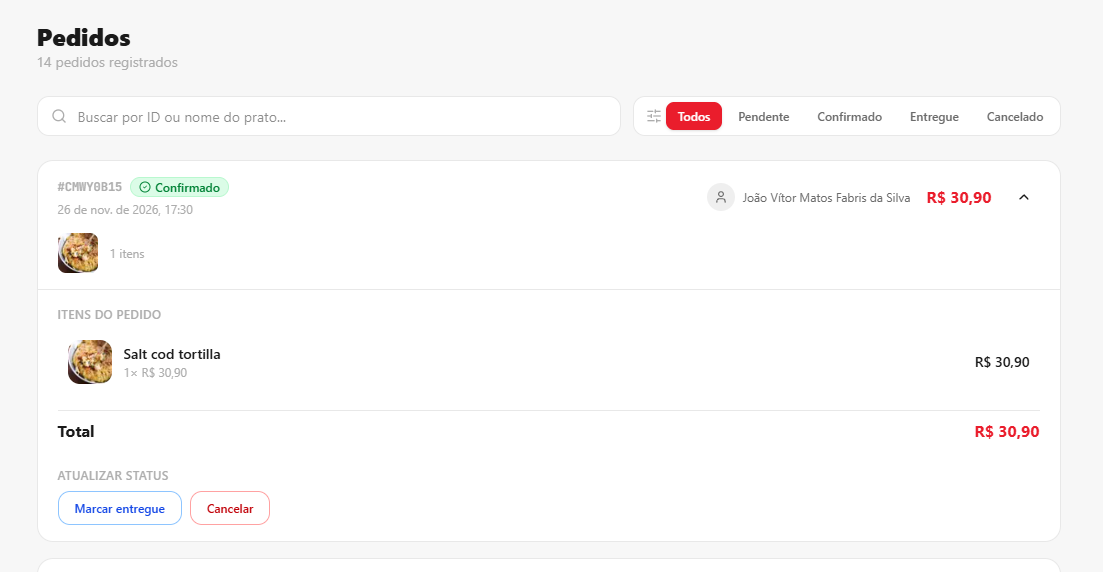 Pedidos
14 pedidos registrados
Buscar por ID ou nome do prato...
Todos Pendente Confirmado Entregue Cancelado
#CMWY0B15 Confirmado
26 de nov. de 2026, 17:30
João Vítor Matos Fabris da Silva R$ 30,90
1 itens
ITENS DO PEDIDO
Salt cod tortilla
1× R$ 30,90
R$ 30,90
Total R$ 30,90
ATUALIZAR STATUS
Marcar entregue Cancelar